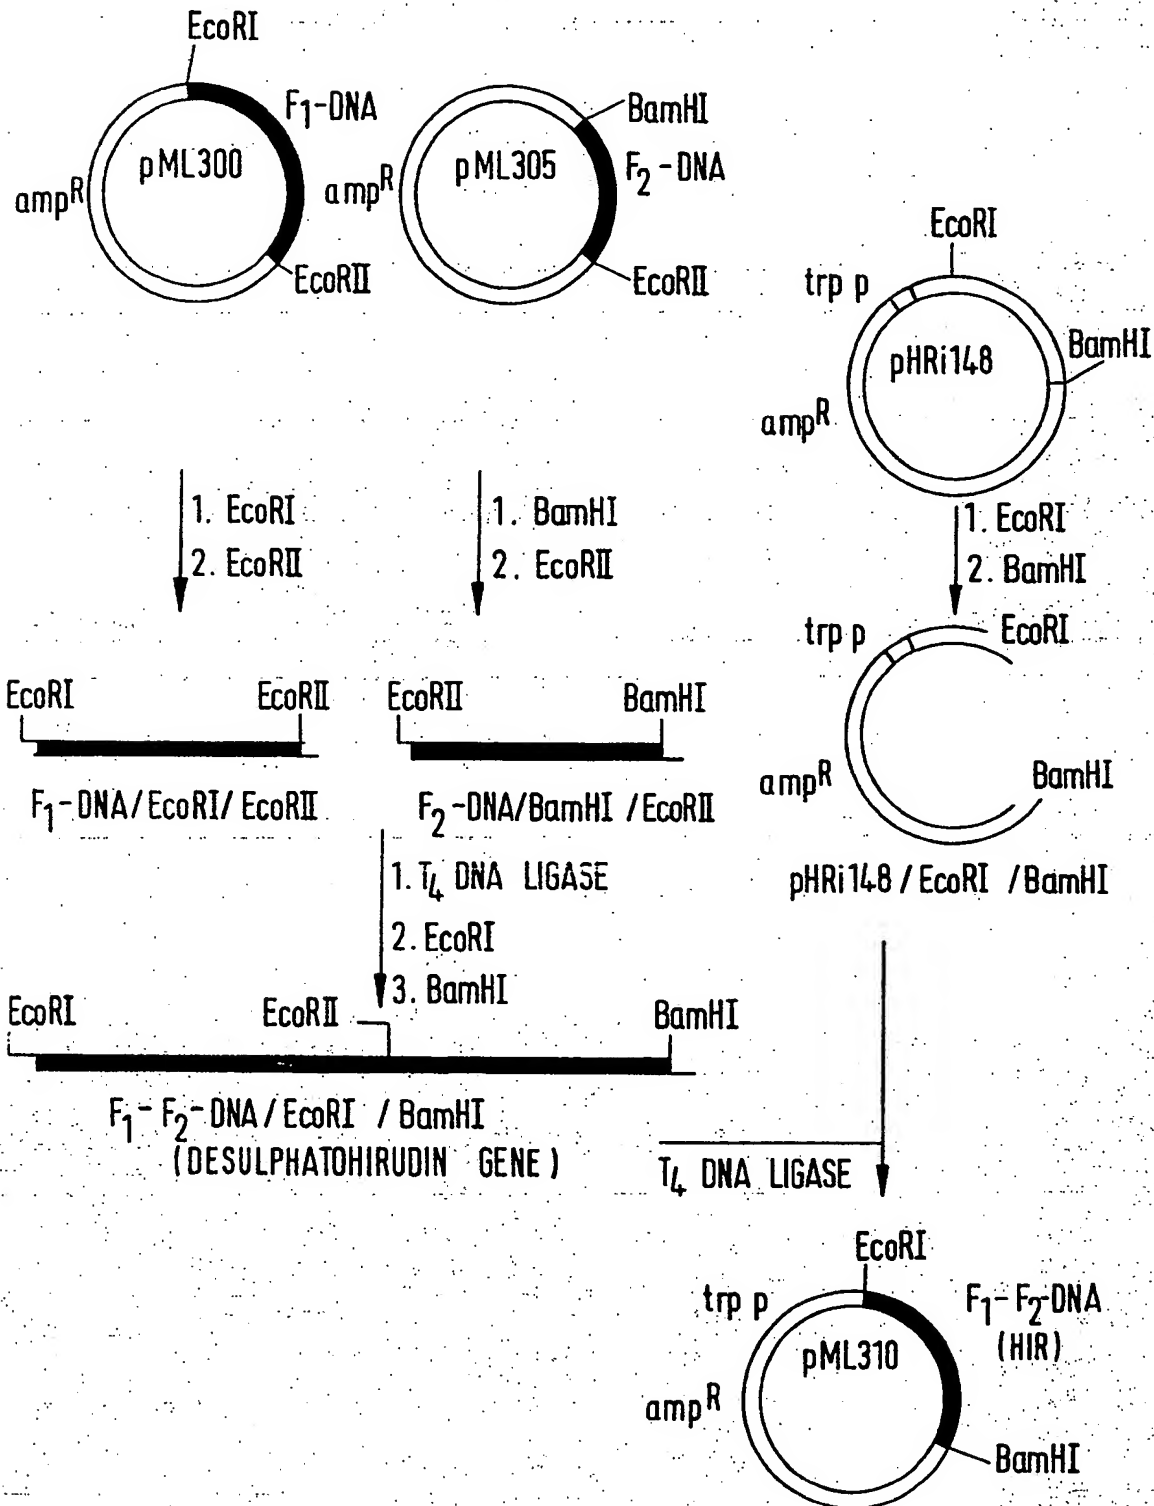 EcoRI
F1-DNA
pML300
ampR
EcoRII
BamHI
F2-DNA
pML305
ampR
EcoRII
EcoRI
trp p
BamHI
pHRi148
ampR
1. EcoRI
2. EcoRII
1. BamHI
2. EcoRII
1. EcoRI
2. BamHI
trp p
EcoRI
ampR
BamHI
pHRi148/EcoRI/BamHI
EcoRI
EcoRII
F1-DNA/EcoRI/EcoRII
EcoRII
BamHI
F2-DNA/BamHI/EcoRII
1. T4 DNA LIGASE
2. EcoRI
3. BamHI
EcoRI
EcoRII
BamHI
F1-F2-DNA/EcoRI/BamHI
(DESULPHATOHIRUDIN GENE)
T4 DNA LIGASE
EcoRI
trp p
F1-F2-DNA
(HIR)
pML310
ampR
BamHI